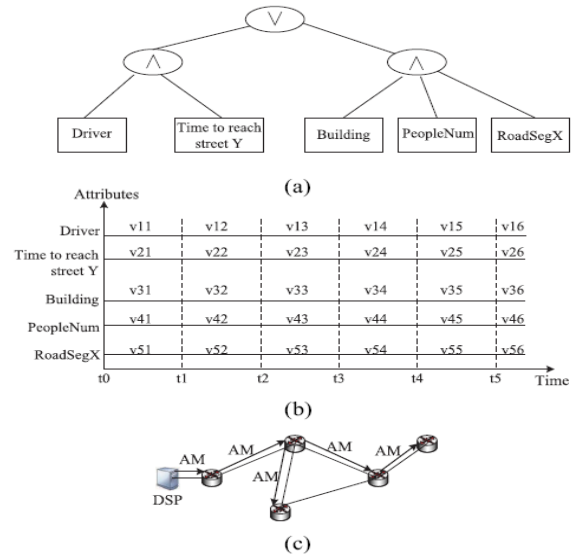 ∨
∧ ∧
Driver Time to reach street Y Building PeopleNum RoadSegX
(a)
Attributes
Driver v11 v12 v13 v14 v15 v16
Time to reach street Y v21 v22 v23 v24 v25 v26
Building v31 v32 v33 v34 v35 v36
PeopleNum v41 v42 v43 v44 v45 v46
RoadSegX v51 v52 v53 v54 v55 v56
t0 t1 t2 t3 t4 t5 Time
(b)
AM AM AM AM
AM
DSP
(c)